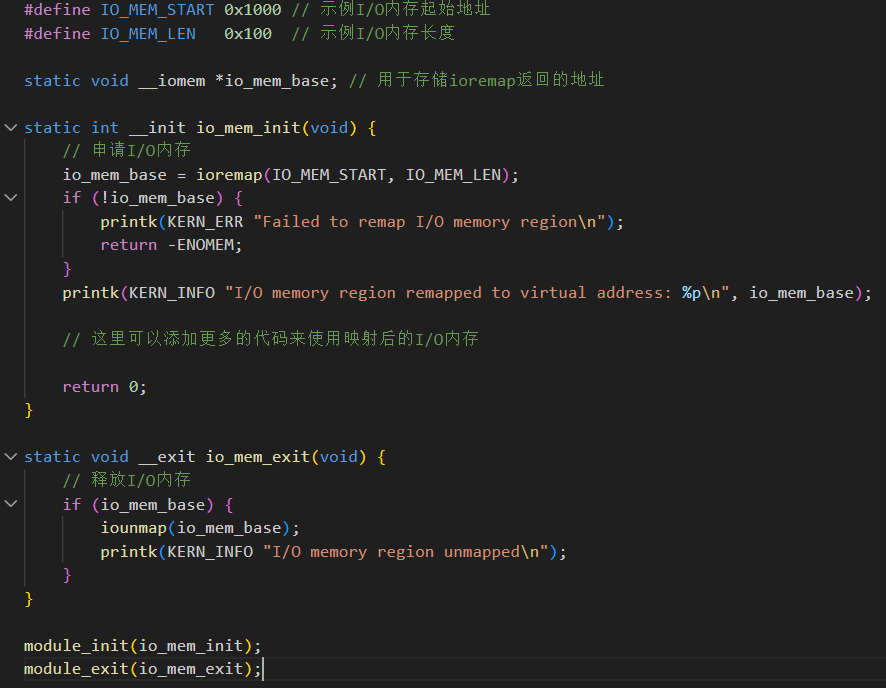 #define IO_MEM_START 0x1000 // 示例I/O内存起始地址
#define IO_MEM_LEN   0x100  // 示例I/O内存长度
static void __iomem *io_mem_base; // 用于存储ioremap返回的地址
static int __init io_mem_init(void) {
    // 申请I/O内存
    io_mem_base = ioremap(IO_MEM_START, IO_MEM_LEN);
    if (!io_mem_base) {
        printk(KERN_ERR "Failed to remap I/O memory region\n");
        return -ENOMEM;
    }
    printk(KERN_INFO "I/O memory region remapped to virtual address: %p\n", io_mem_base);
    // 这里可以添加更多的代码来使用映射后的I/O内存
    return 0;
}
static void __exit io_mem_exit(void) {
    // 释放I/O内存
    if (io_mem_base) {
        iounmap(io_mem_base);
        printk(KERN_INFO "I/O memory region unmapped\n");
    }
}
module_init(io_mem_init);
module_exit(io_mem_exit);